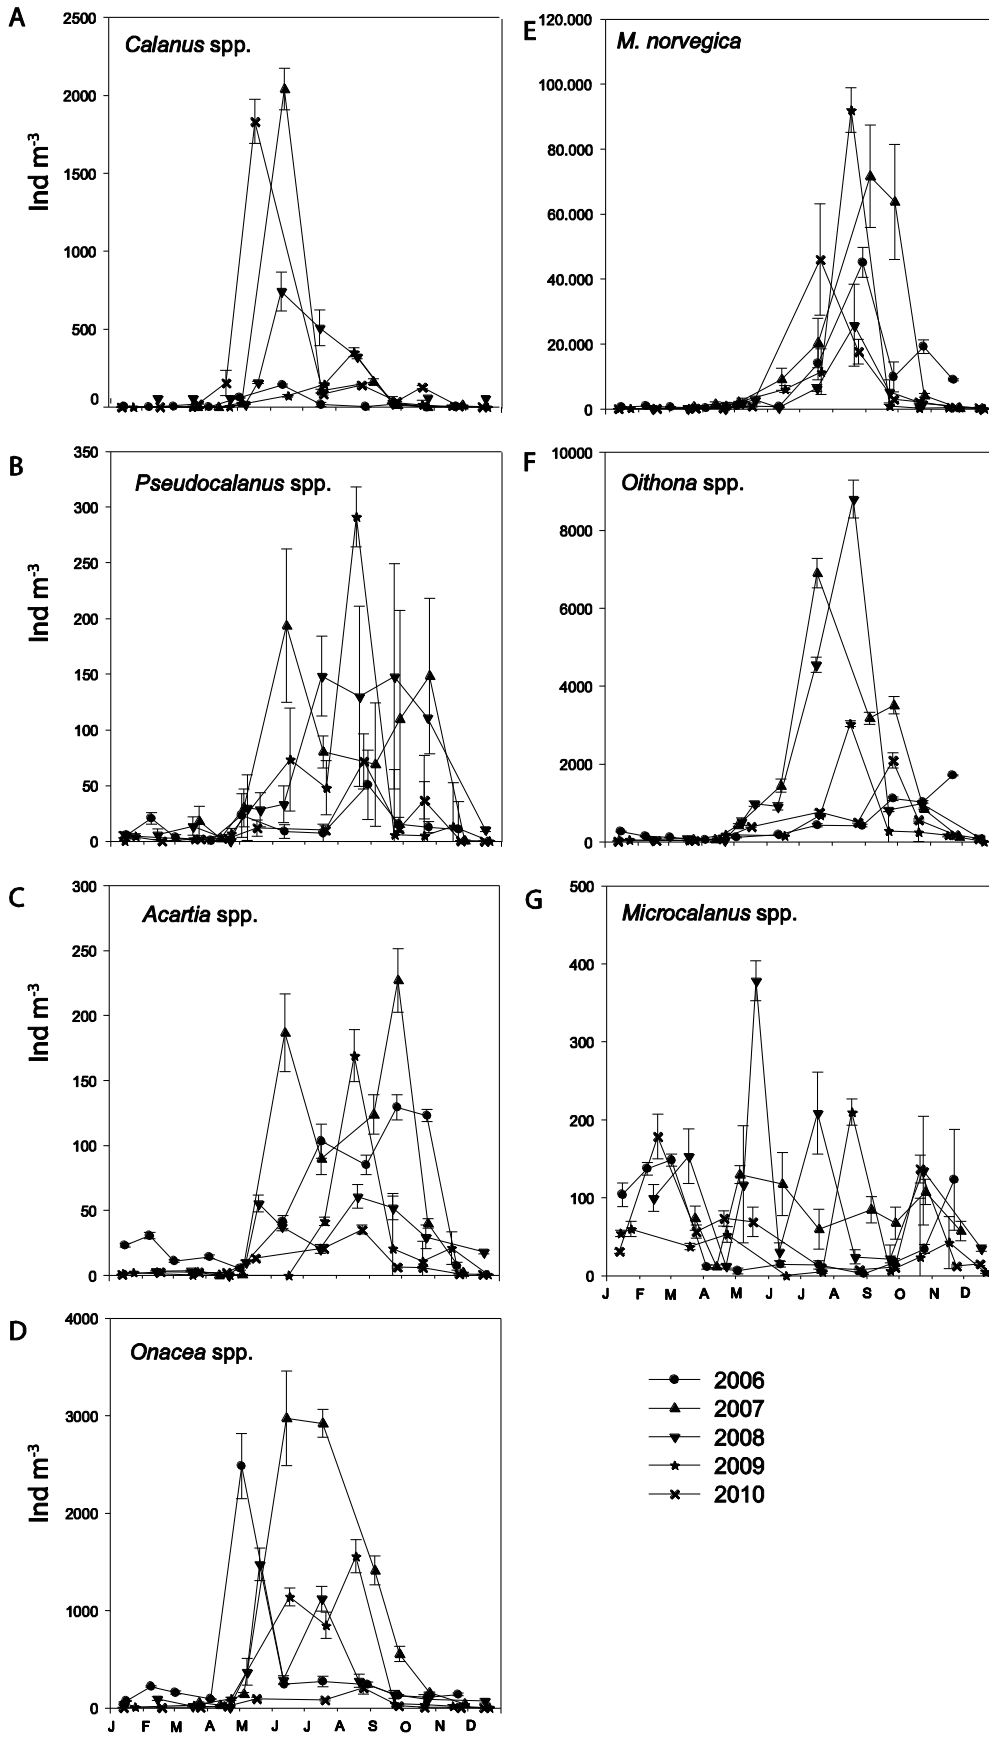 A
Calanus spp.
Ind m-3
2500
2000
1500
1000
500
0
B
Pseudocalanus spp.
Ind m-3
350
300
250
200
150
100
50
0
C
Acartia spp.
Ind m-3
300
250
200
150
100
50
0
D
Onacea spp.
Ind m-3
4000
3000
2000
1000
0
J F M A M J J A S O N D
E
M. norvegica
120.000
100.000
80.000
60.000
40.000
20.000
0
F
Oithona spp.
10000
8000
6000
4000
2000
0
G
Microcalanus spp.
500
400
300
200
100
0
J F M A M J J A S O N D
2006
2007
2008
2009
2010